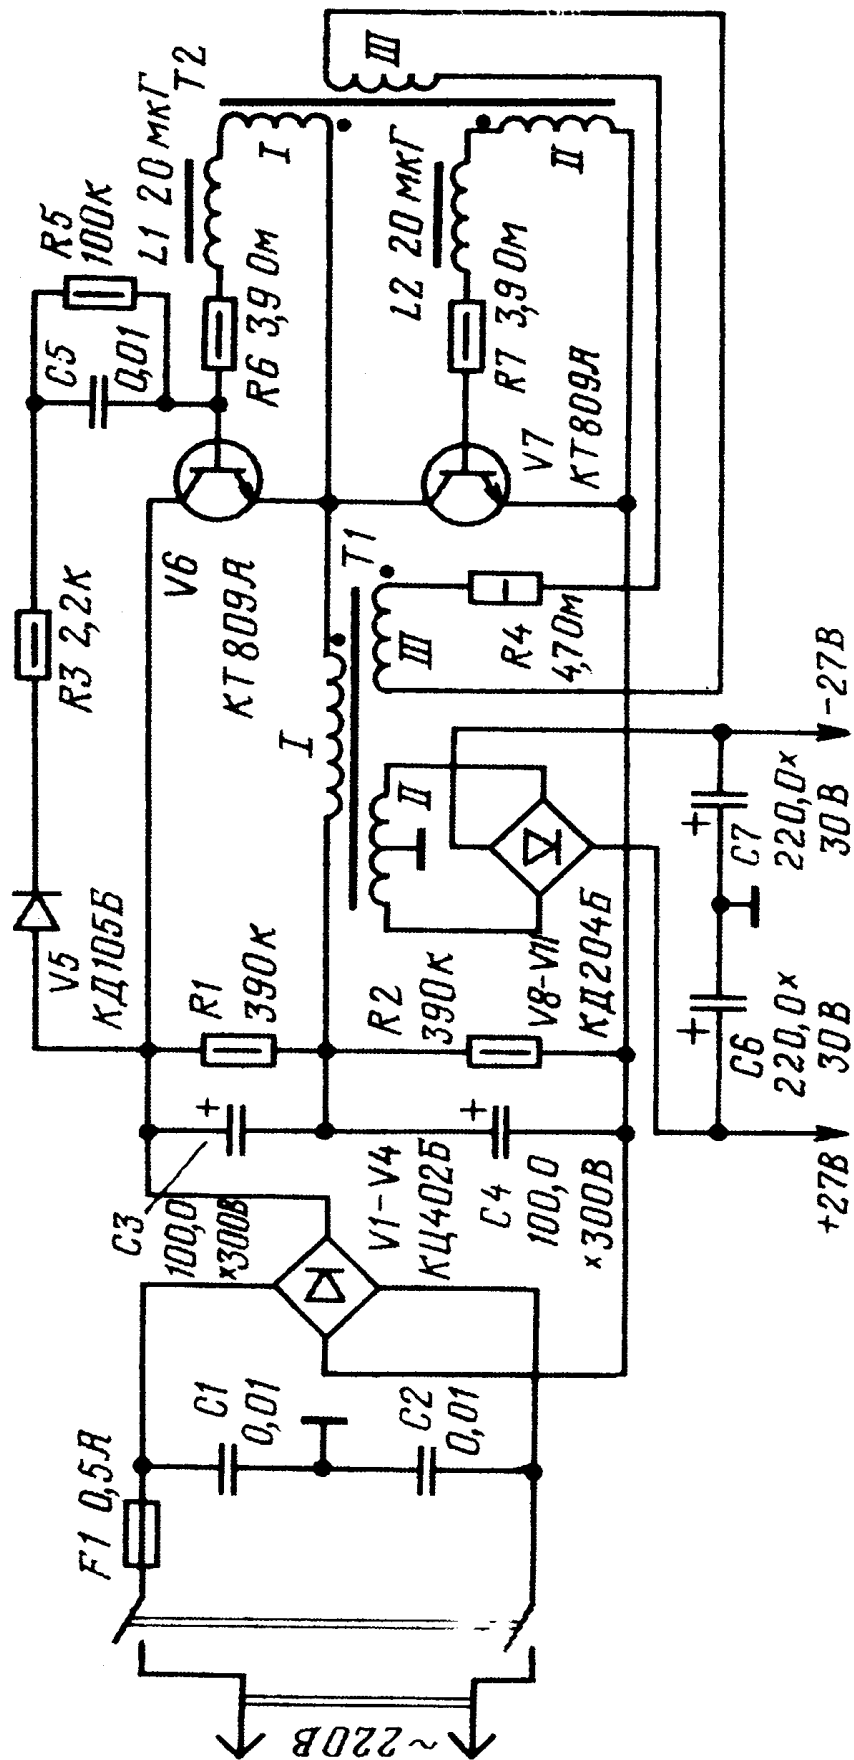 ~220В
F1 0,5А
C1
0,01
C2
0,01
C3
100,0
×300В
V1-V4
КЦ402Б
C4
100,0
×300В
R1
390к
R2
390к
V5
КД105Б
R3 2,2к
C5
0,01
R5
100к
V6
КТ809А
R6 3,9 Ом
L1 20 мкГ
T2
I
II
III
L2 20 мкГ
R7 3,9 Ом
V7
КТ809А
T1
I
II
III
R4
4,7 Ом
V8-V11
КД204Б
C6
220,0×
30В
C7
220,0×
30В
+27В
-27В